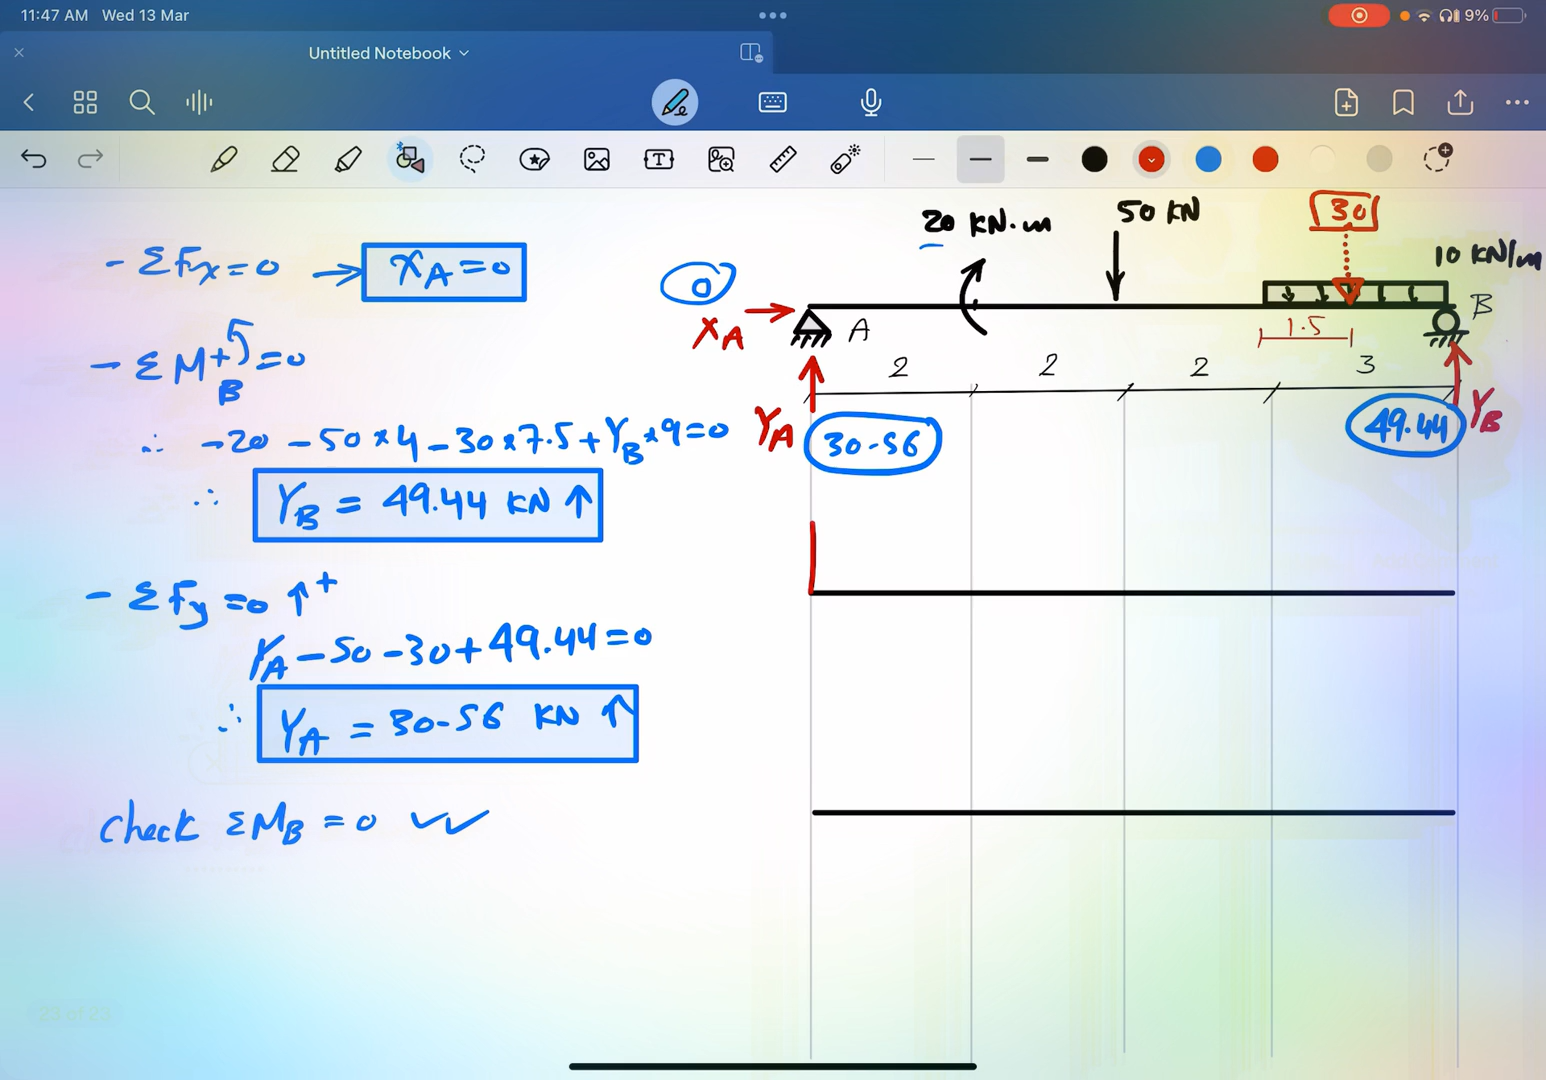 11:47 AM Wed 13 Mar
9%
Untitled Notebook
- ΣFx=0 → XA=0
- ΣM+B=0
∴ -20 -50*4-30*7.5+YB*9=0
∴ YB = 49.44 KN ↑
- ΣFy=0 ↑+
YA-50-30+49.44=0
∴ YA = 30.56 KN ↑
check ΣMB = 0 ✓✓
20 KN.m
50 KN
30
10 KN/m
0
XA
A
B
1.5
2
2
2
3
YA
30.56
49.44
YB